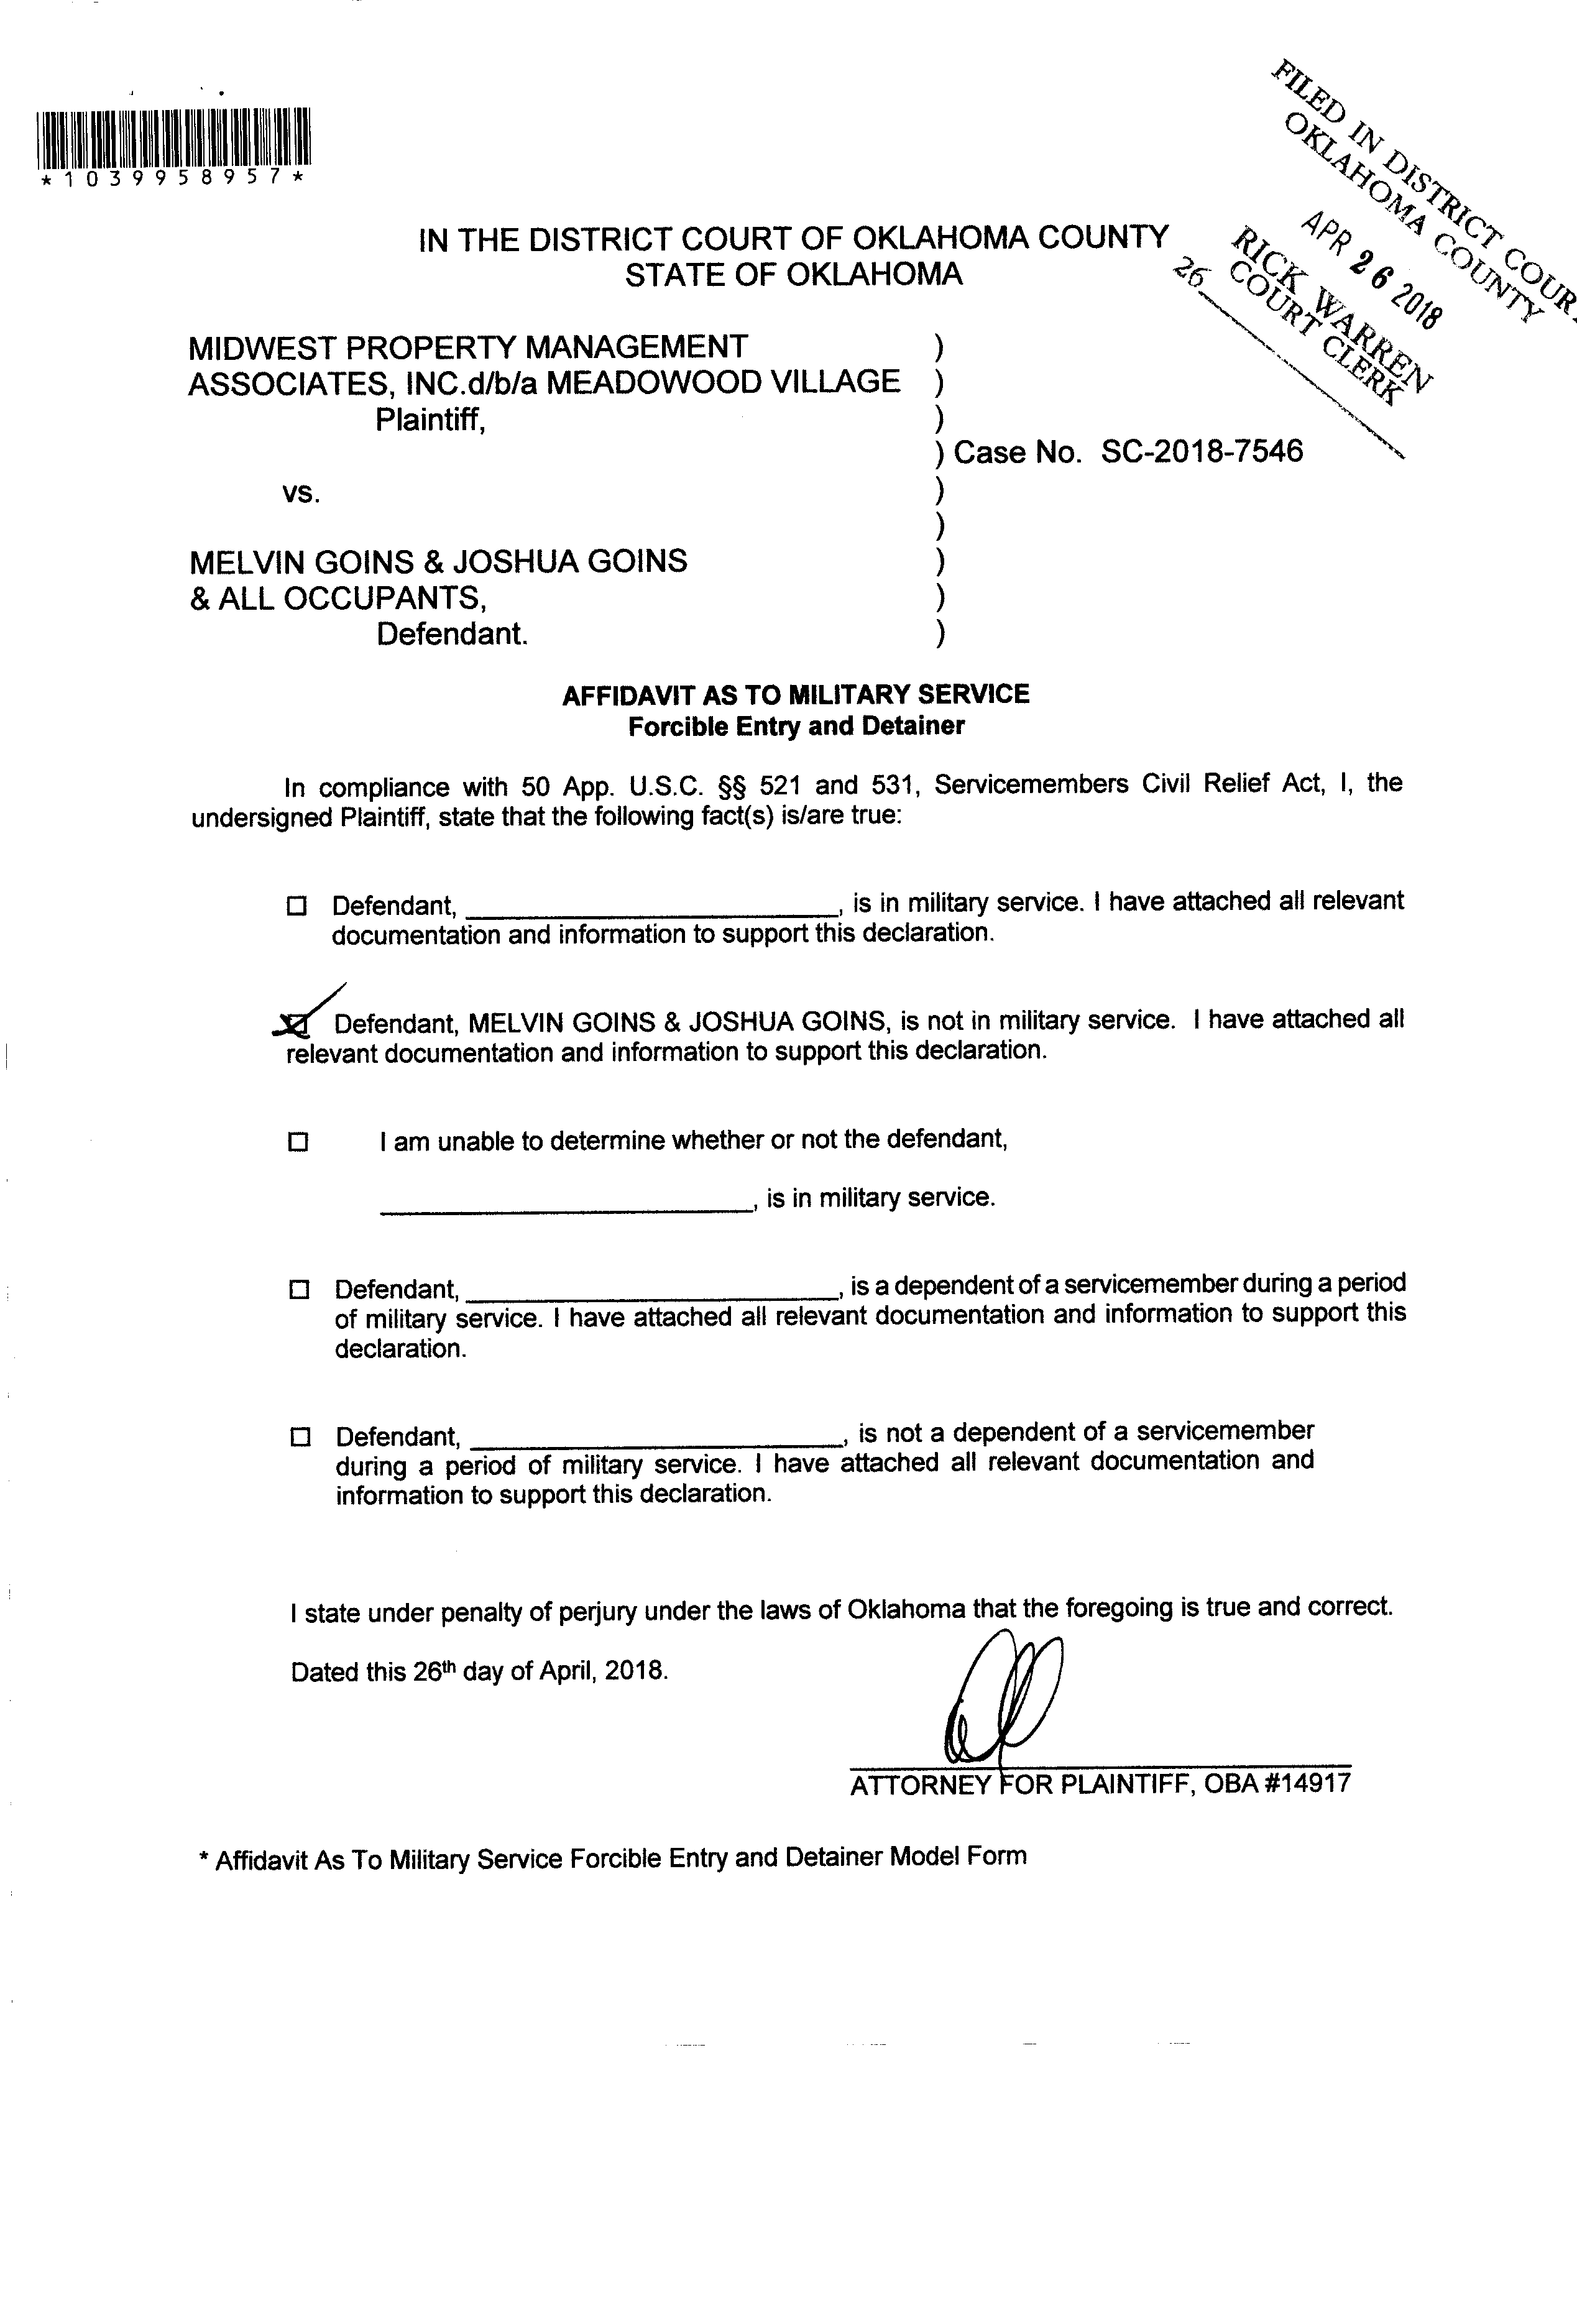 *1039958957*
FILED IN DISTRICT COUR
OKLAHOMA COUNTY
APR 26 2018
RICK WARREN
COURT CLERK
26
IN THE DISTRICT COURT OF OKLAHOMA COUNTY
STATE OF OKLAHOMA
MIDWEST PROPERTY MANAGEMENT )
ASSOCIATES, INC.d/b/a MEADOWOOD VILLAGE )
Plaintiff, )
) Case No. SC-2018-7546
vs. )
)
MELVIN GOINS & JOSHUA GOINS )
& ALL OCCUPANTS, )
Defendant. )
AFFIDAVIT AS TO MILITARY SERVICE
Forcible Entry and Detainer
In compliance with 50 App. U.S.C. §§ 521 and 531, Servicemembers Civil Relief Act, I, the
undersigned Plaintiff, state that the following fact(s) is/are true:
☐ Defendant, ____________________, is in military service. I have attached all relevant
documentation and information to support this declaration.
☑ Defendant, MELVIN GOINS & JOSHUA GOINS, is not in military service. I have attached all
relevant documentation and information to support this declaration.
☐ I am unable to determine whether or not the defendant,
____________________, is in military service.
☐ Defendant, ____________________, is a dependent of a servicemember during a period
of military service. I have attached all relevant documentation and information to support this
declaration.
☐ Defendant, ____________________, is not a dependent of a servicemember
during a period of military service. I have attached all relevant documentation and
information to support this declaration.
I state under penalty of perjury under the laws of Oklahoma that the foregoing is true and correct.
Dated this 26th day of April, 2018.
ATTORNEY FOR PLAINTIFF, OBA #14917
* Affidavit As To Military Service Forcible Entry and Detainer Model Form